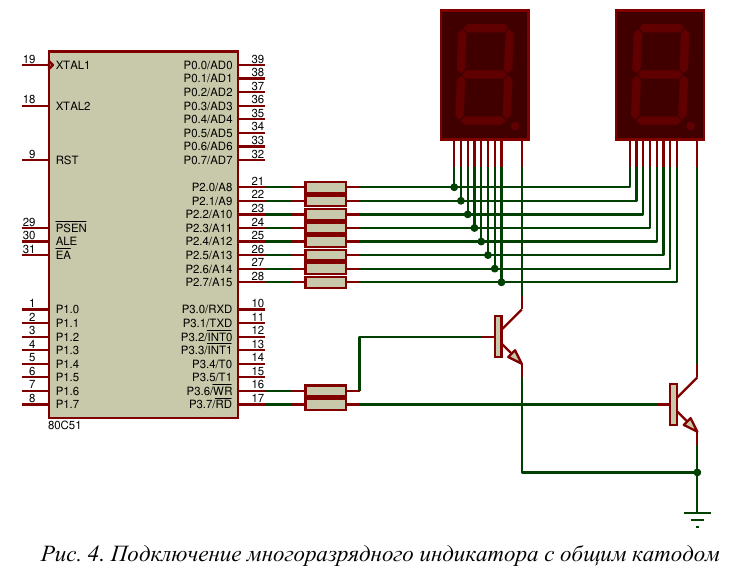 19 XTAL1 P0.0/AD0 39
P0.1/AD1 38
P0.2/AD2 37
18 XTAL2 P0.3/AD3 36
P0.4/AD4 35
P0.5/AD5 34
P0.6/AD6 33
9 RST P0.7/AD7 32
P2.0/A8 21
P2.1/A9 22
P2.2/A10 23
29 PSEN P2.3/A11 24
30 ALE P2.4/A12 25
31 EA P2.5/A13 26
P2.6/A14 27
P2.7/A15 28
1 P1.0 P3.0/RXD 10
2 P1.1 P3.1/TXD 11
3 P1.2 P3.2/INT0 12
4 P1.3 P3.3/INT1 13
5 P1.4 P3.4/T0 14
6 P1.5 P3.5/T1 15
7 P1.6 P3.6/WR 16
8 P1.7 P3.7/RD 17
80C51
Рис. 4. Подключение многоразрядного индикатора с общим катодом